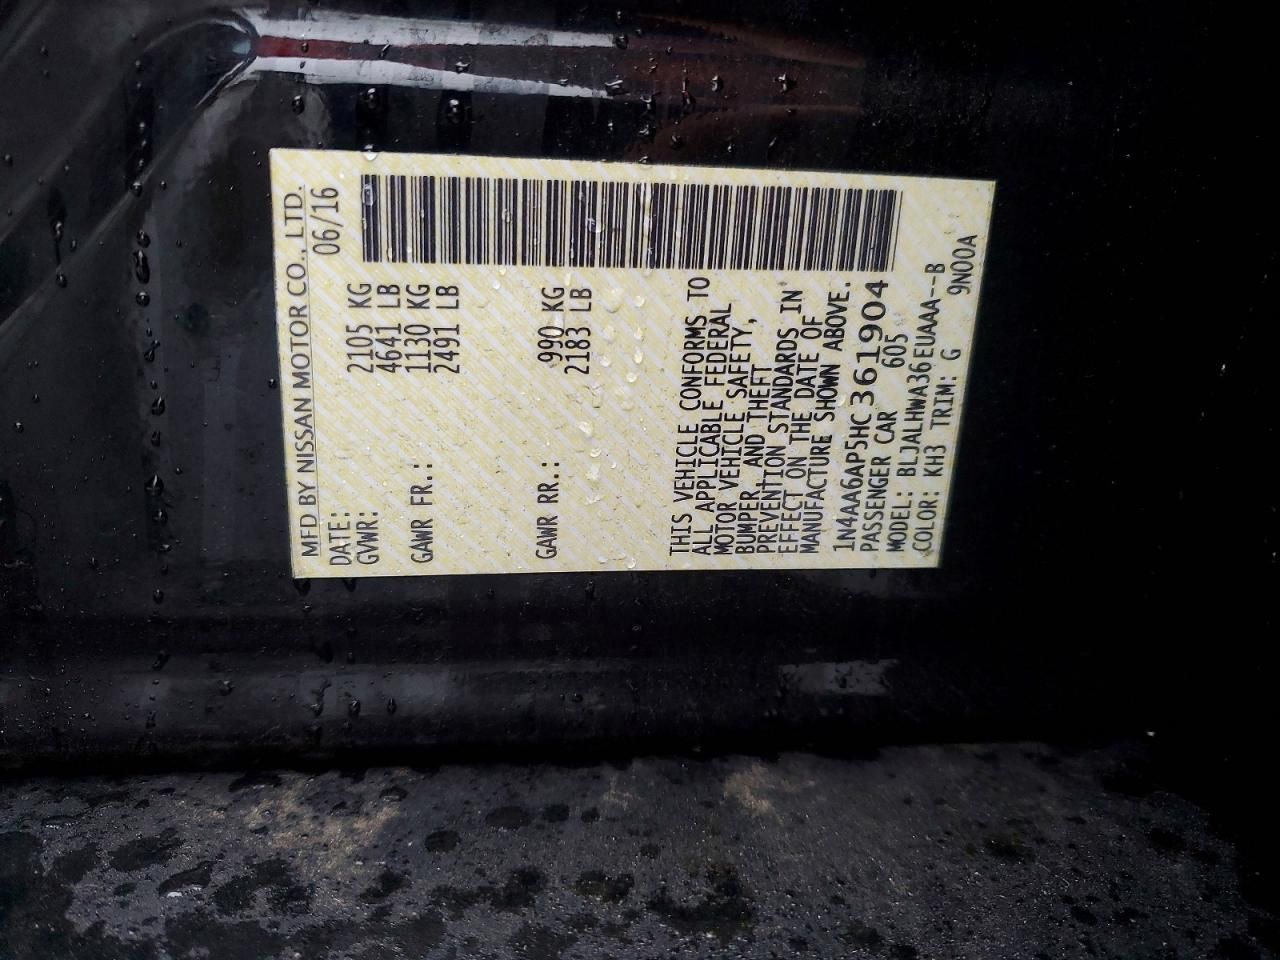 MFD BY NISSAN MOTOR CO., LTD.
DATE: 06/16
GVWR: 2105 KG
4641 LB
GAWR FR.: 1130 KG
2491 LB
GAWR RR.: 990 KG
2183 LB
THIS VEHICLE CONFORMS TO
ALL APPLICABLE FEDERAL
MOTOR VEHICLE SAFETY,
BUMPER, AND THEFT
PREVENTION STANDARDS IN
EFFECT ON THE DATE OF
MANUFACTURE SHOWN ABOVE.
1N4AA6AP5HC361904
PASSENGER CAR 605
MODEL: BLJALHWA36EUAAA--B
COLOR: KH3 TRIM: G 9N00A